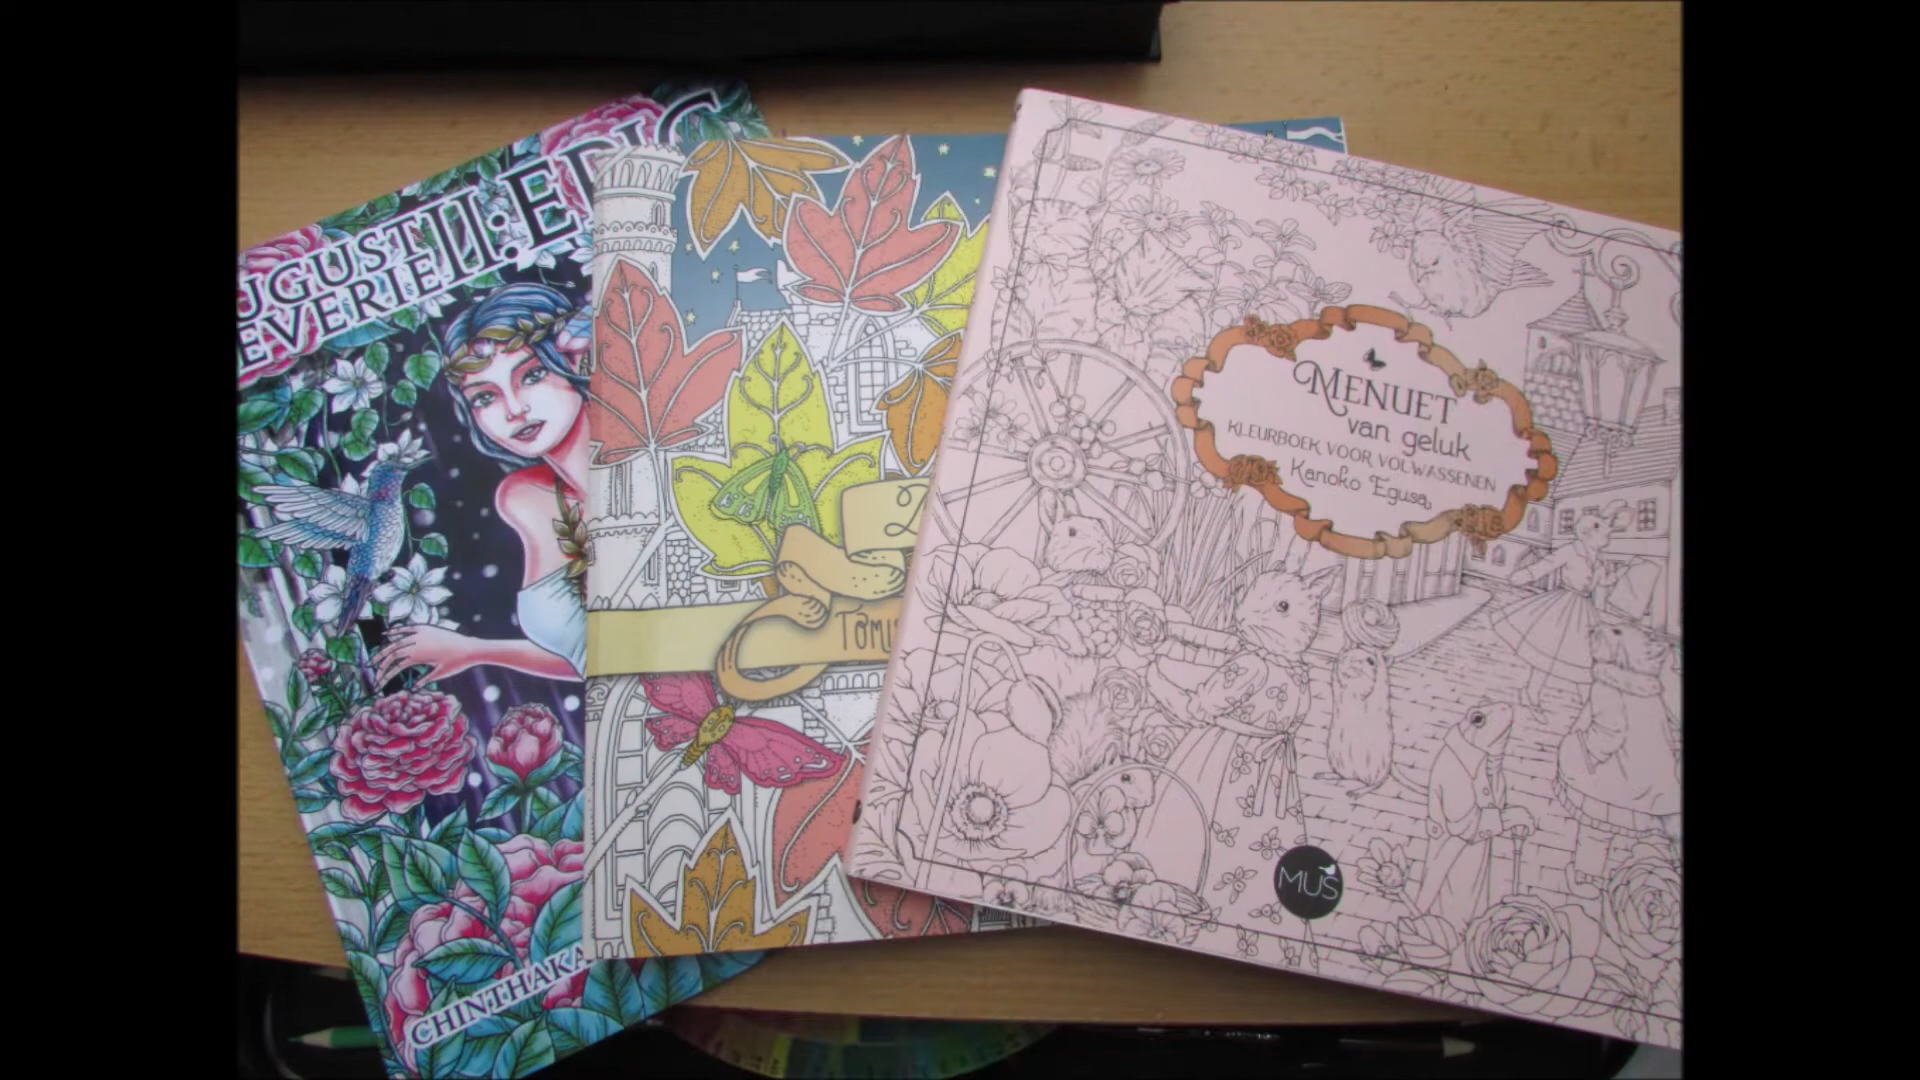 UGUST
EVERIE II: EPIC
CHINTHAKA
TOMI
MENUET
van geluk
KLEURBOEK VOOR VOLWASSENEN
Kanoko Egusa
MUS